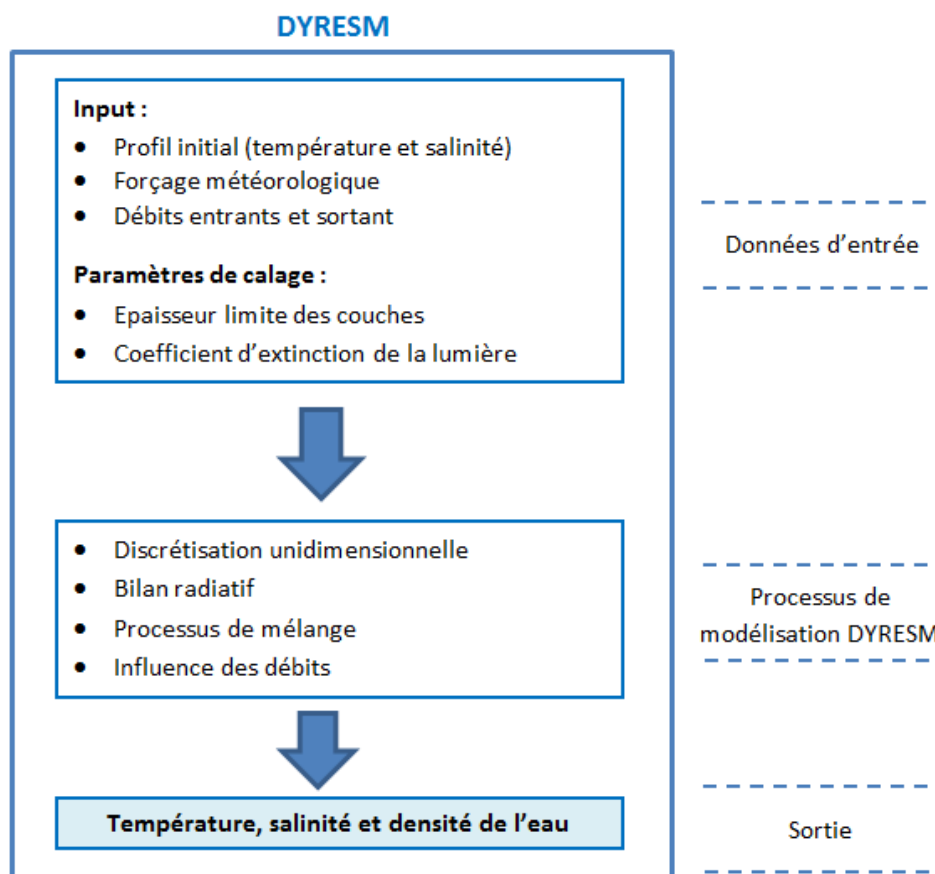 DYRESM
Input :
• Profil initial (température et salinité)
• Forçage météorologique
• Débits entrants et sortant
Paramètres de calage :
• Epaisseur limite des couches
• Coefficient d'extinction de la lumière
Données d'entrée
• Discrétisation unidimensionnelle
• Bilan radiatif
• Processus de mélange
• Influence des débits
Processus de
modélisation DYRESM
Température, salinité et densité de l'eau
Sortie